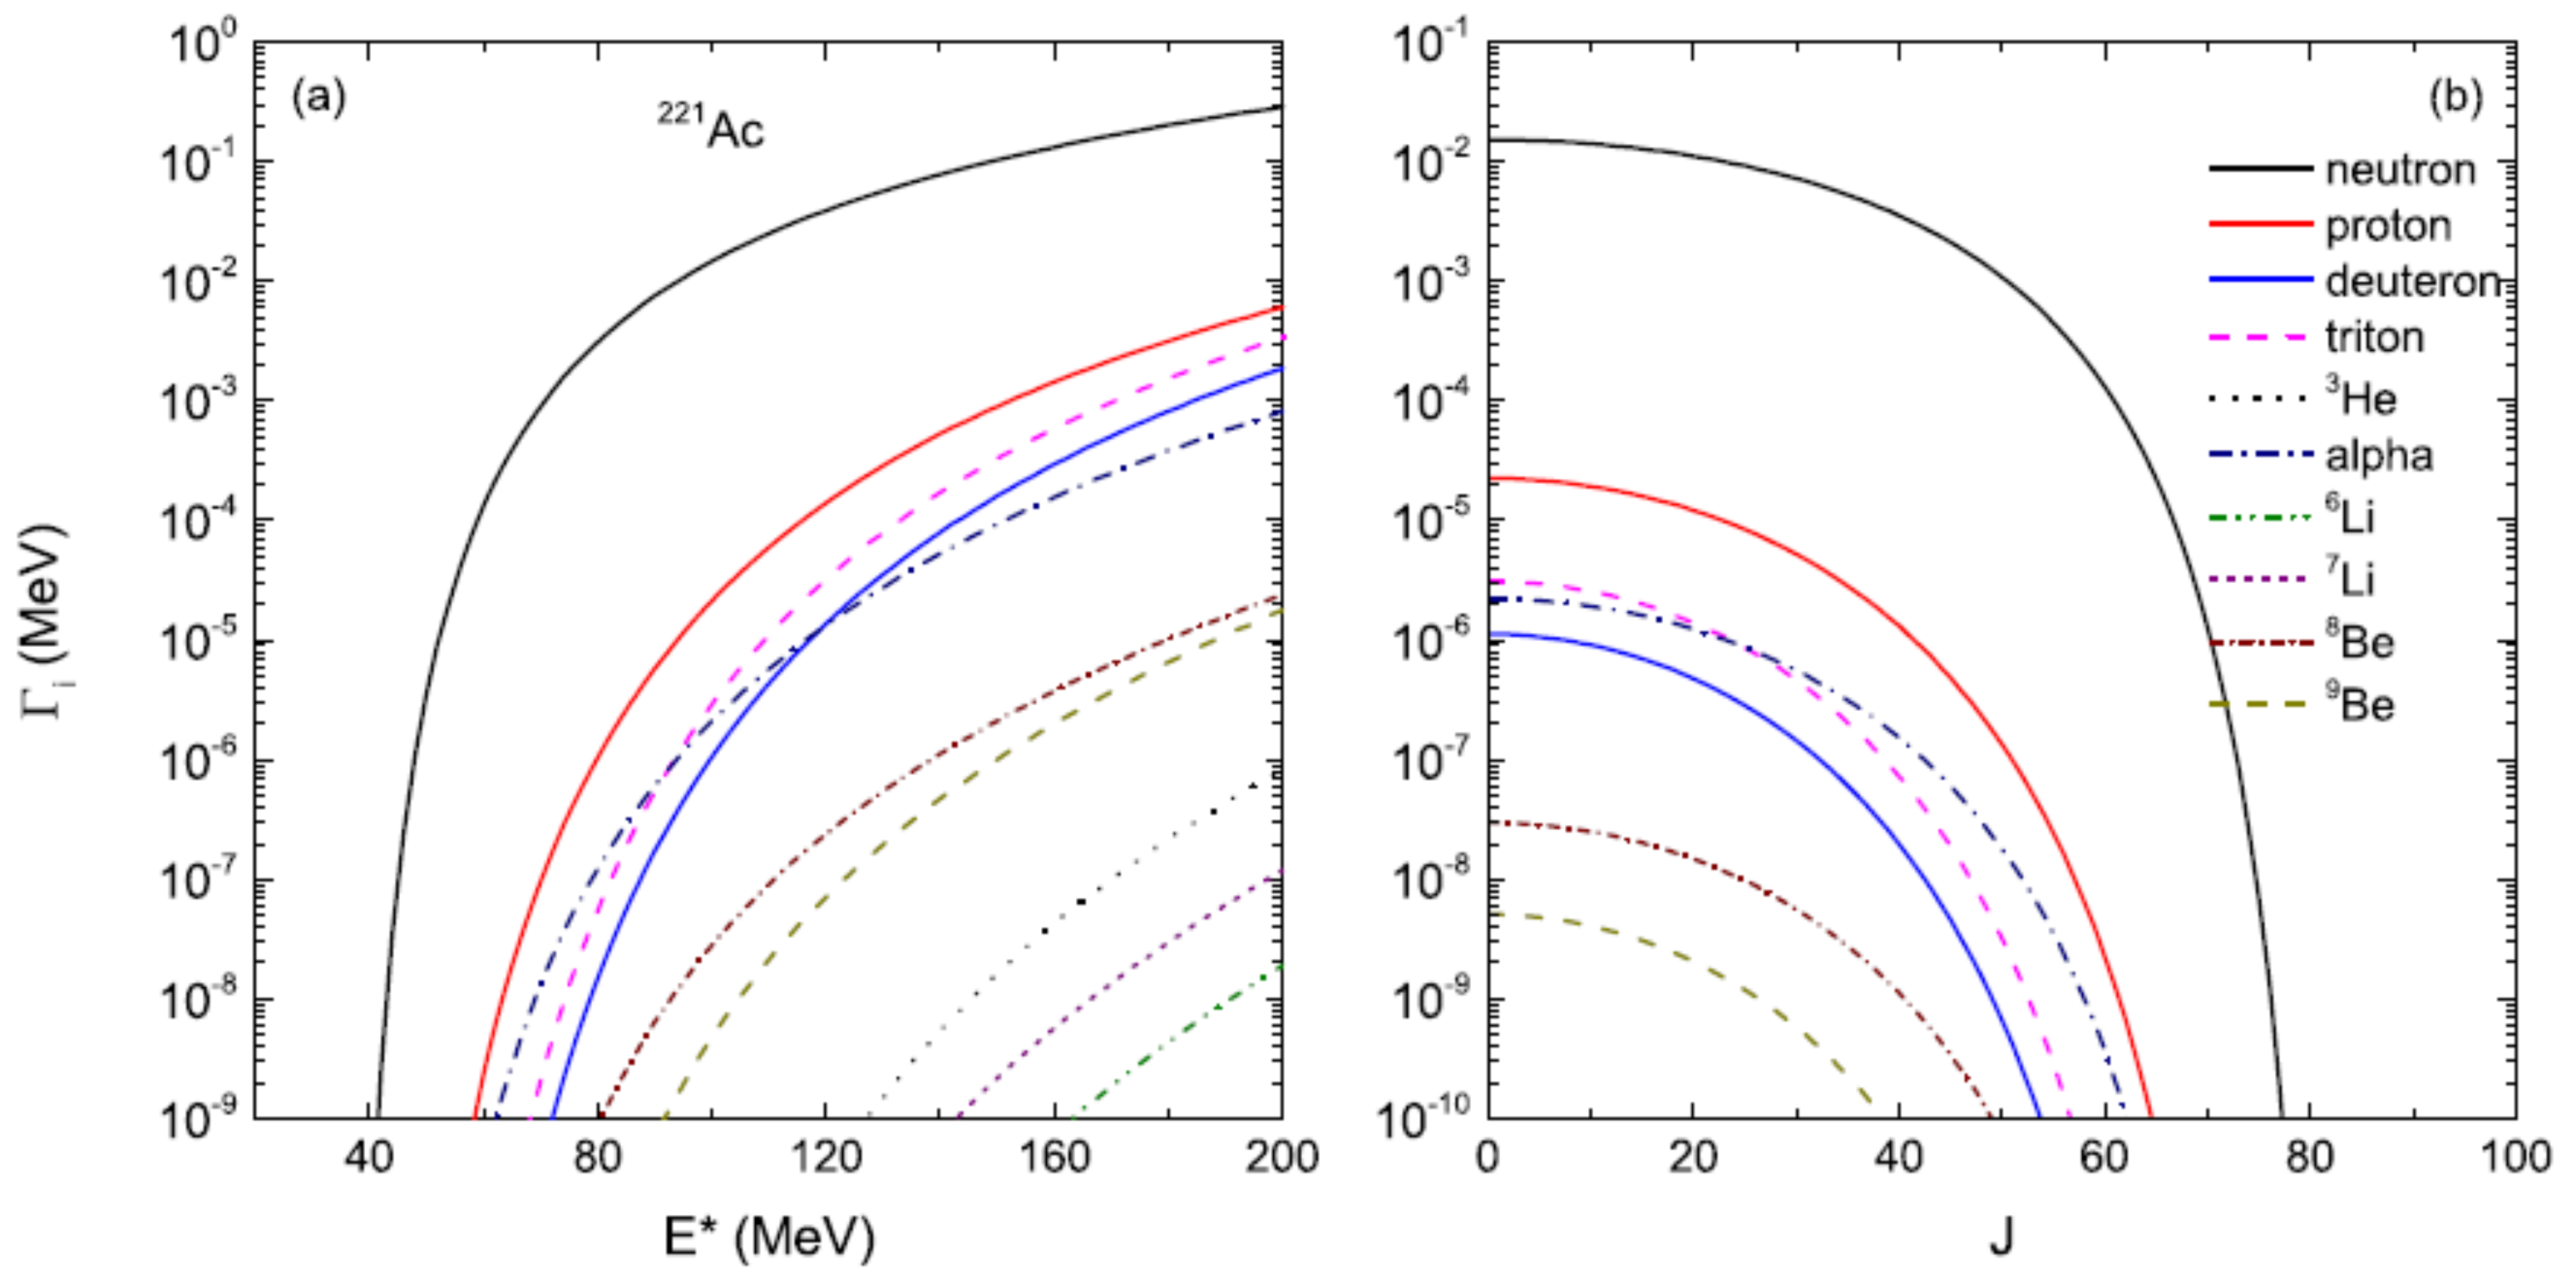 (a)
²²¹Ac
10⁰
10⁻¹
10⁻²
10⁻³
10⁻⁴
10⁻⁵
10⁻⁶
10⁻⁷
10⁻⁸
10⁻⁹
Γᵢ (MeV)
40 80 120 160 200
E* (MeV)
(b)
10⁻¹
10⁻²
10⁻³
10⁻⁴
10⁻⁵
10⁻⁶
10⁻⁷
10⁻⁸
10⁻⁹
10⁻¹⁰
neutron
proton
deuteron
triton
³He
alpha
⁶Li
⁷Li
⁸Be
⁹Be
0 20 40 60 80 100
J